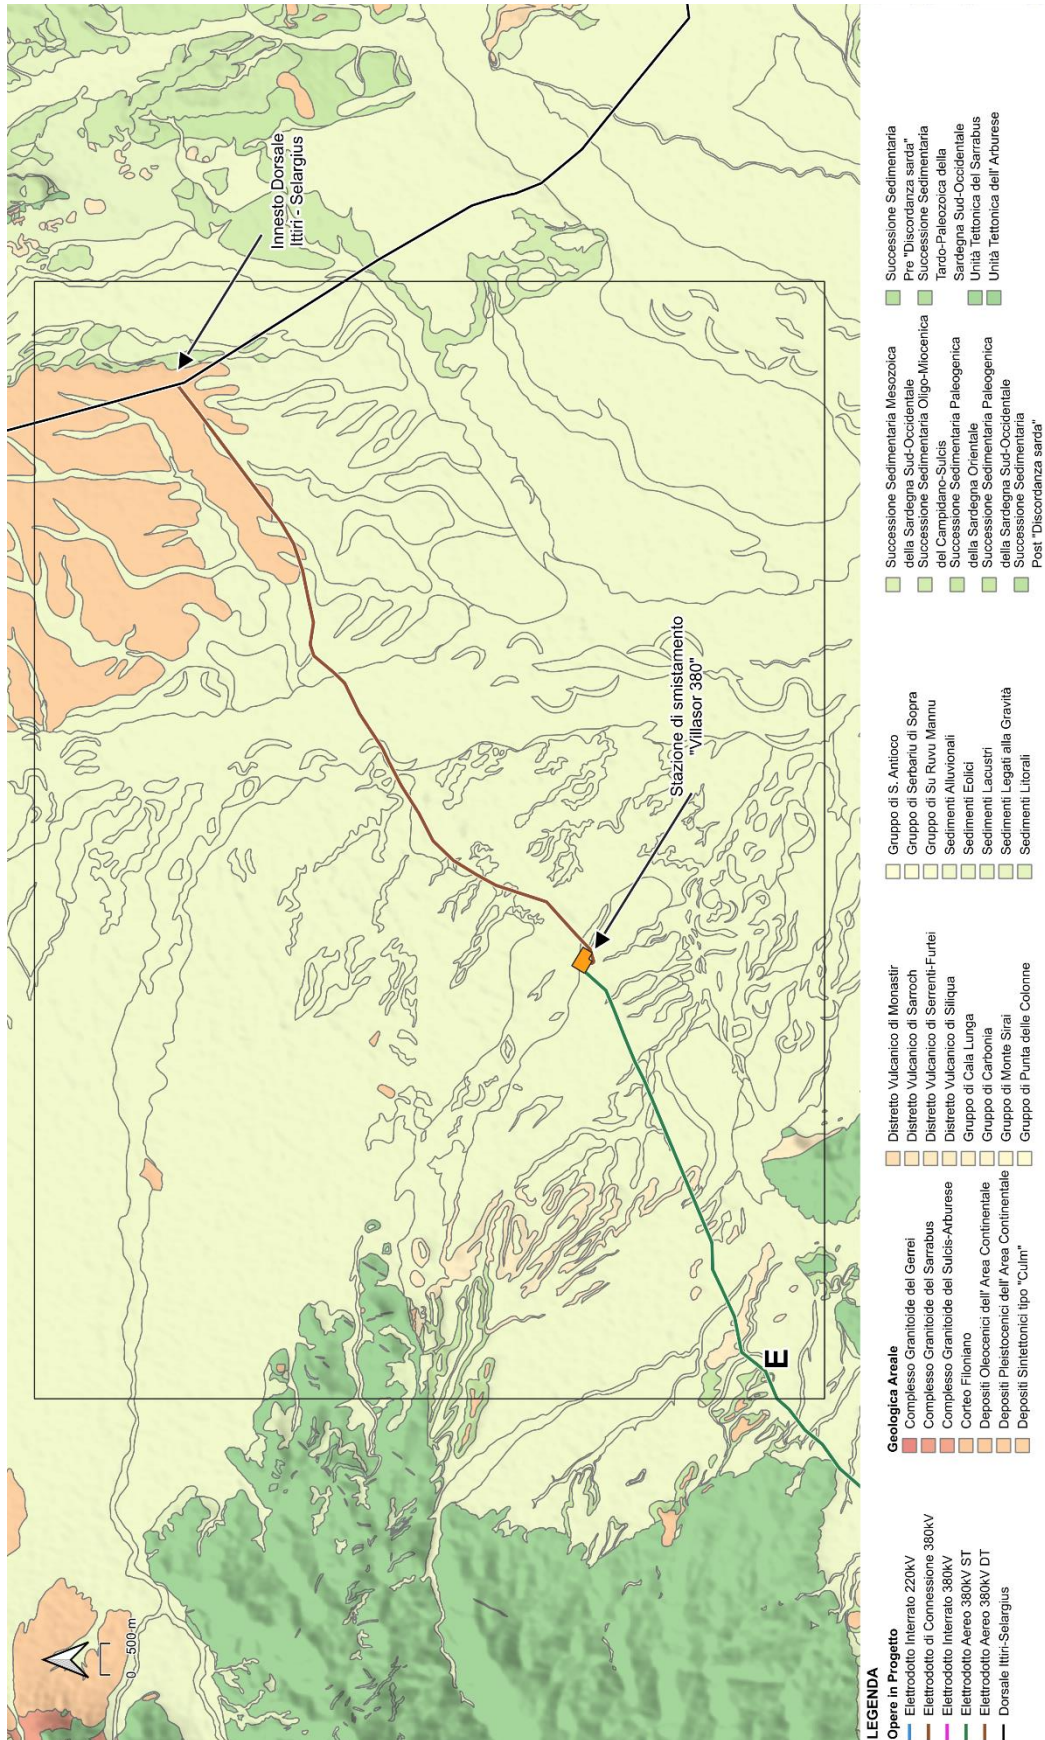 Innesto Dorsale
Ittiri - Selargius
Stazione di smistamento
"Villasor 380"
E
0 500 m
LEGENDA
Opere in Progetto
Elettrodotto Interrato 220kV
Elettrodotto di Connessione 380kV
Elettrodotto Interrato 380kV
Elettrodotto Aereo 380kV ST
Elettrodotto Aereo 380kV DT
Dorsale Ittiri-Selargius
Geologica Areale
Complesso Granitoide del Gerrei
Complesso Granitoide del Sarrabus
Complesso Granitoide del Sulcis-Arburese
Corteo Filoniano
Depositi Oleocenici dell' Area Continentale
Depositi Pleistocenici dell' Area Continentale
Depositi Sintettonici tipo "Culm"
Distretto Vulcanico di Monastir
Distretto Vulcanico di Sarroch
Distretto Vulcanico di Serrenti-Furtei
Distretto Vulcanico di Siliqua
Gruppo di Cala Lunga
Gruppo di Carbonia
Gruppo di Monte Sirai
Gruppo di Punta delle Colonne
Gruppo di S. Antioco
Gruppo di Serbariu di Sopra
Gruppo di Su Ruvu Mannu
Sedimenti Alluvionali
Sedimenti Eolici
Sedimenti Lacustri
Sedimenti Legati alla Gravità
Sedimenti Litorali
Successione Sedimentaria Mesozoica
della Sardegna Sud-Occidentale
Successione Sedimentaria Oligo-Miocenica
del Campidano-Sulcis
Successione Sedimentaria Paleogenica
della Sardegna Orientale
Successione Sedimentaria Paleogenica
della Sardegna Sud-Occidentale
Successione Sedimentaria
Post "Discordanza sarda"
Successione Sedimentaria
Pre "Discordanza sarda"
Successione Sedimentaria
Tardo-Paleozoica della
Sardegna Sud-Occidentale
Unità Tettonica del Sarrabus
Unità Tettonica dell' Arburese